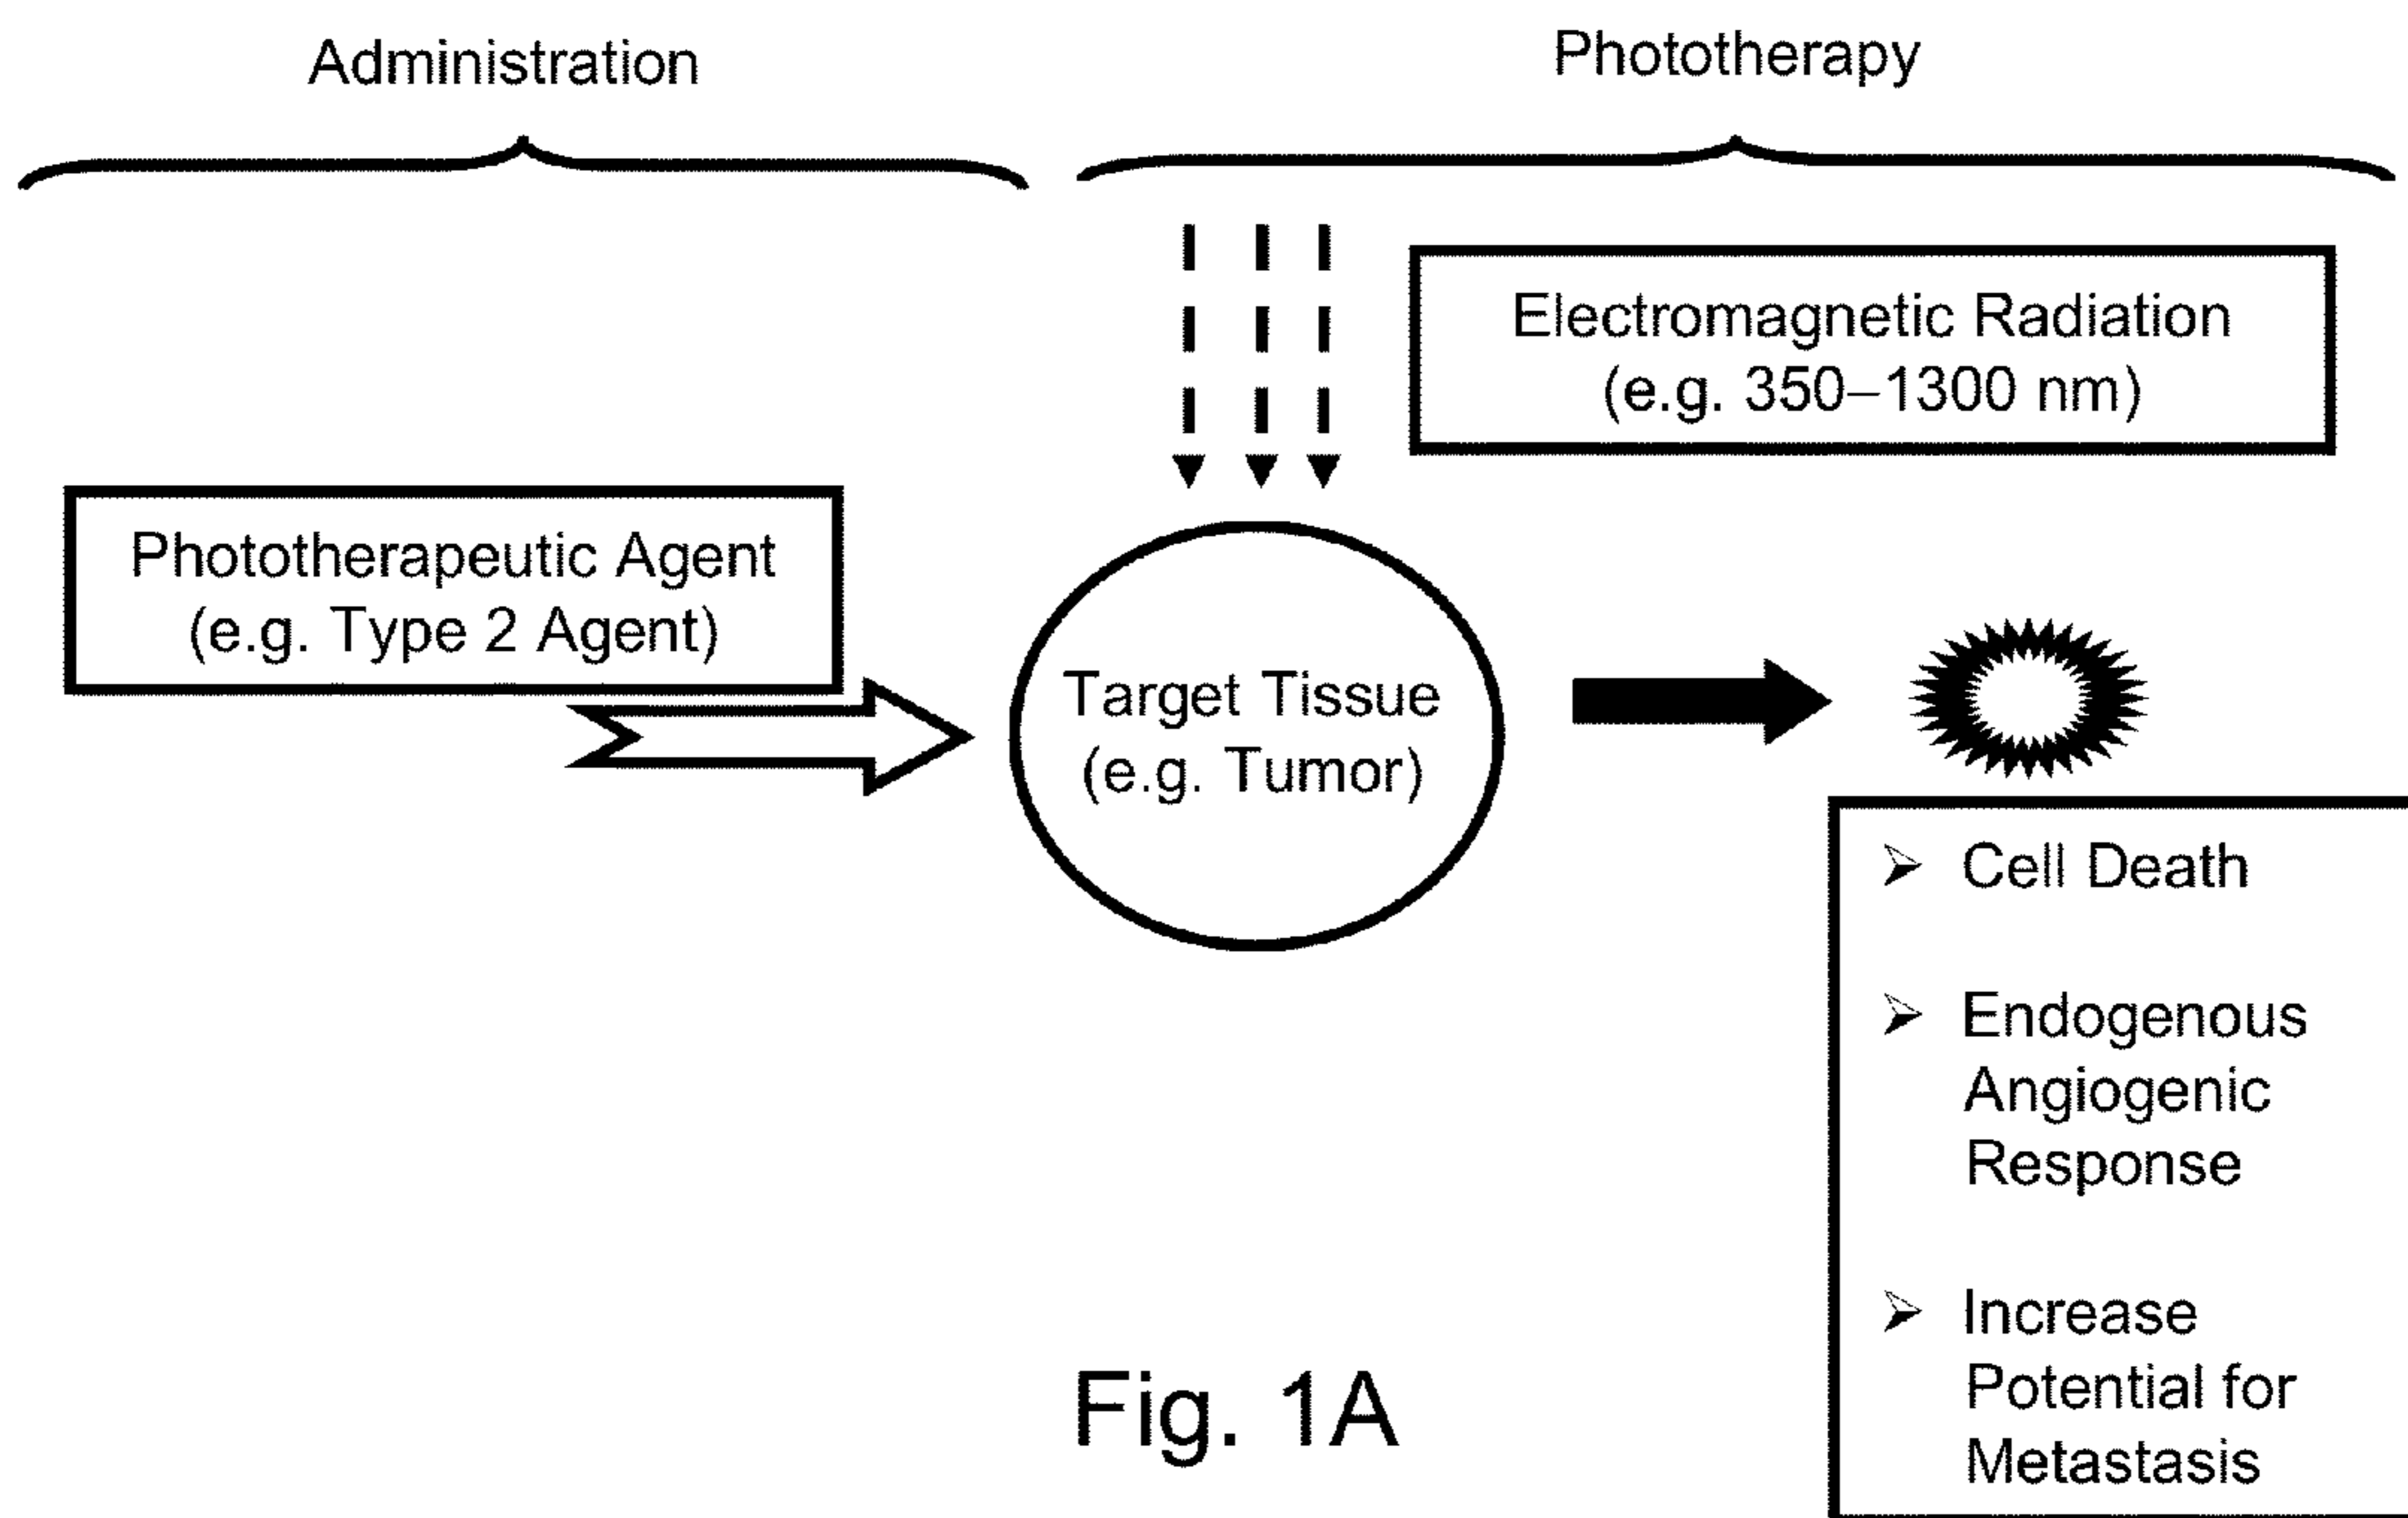 Administration
Phototherapy
Electromagnetic Radiation
(e.g. 350–1300 nm)
Phototherapeutic Agent
(e.g. Type 2 Agent)
Target Tissue
(e.g. Tumor)
➢ Cell Death
➢ Endogenous
Angiogenic
Response
➢ Increase
Potential for
Metastasis
Fig. 1A